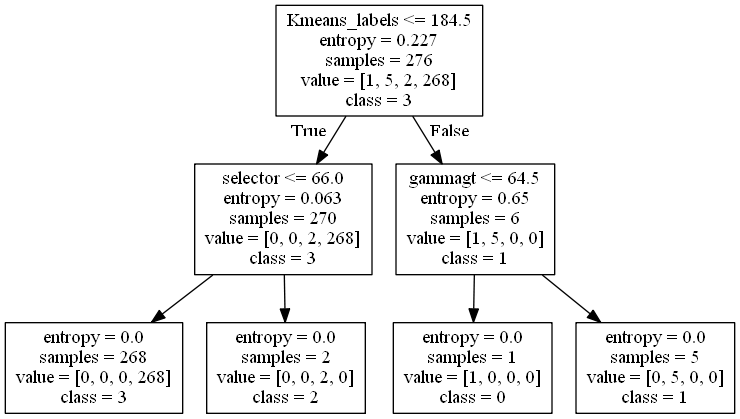 Kmeans_labels <= 184.5
entropy = 0.227
samples = 276
value = [1, 5, 2, 268]
class = 3
True
False
selector <= 66.0
entropy = 0.063
samples = 270
value = [0, 0, 2, 268]
class = 3
gammagt <= 64.5
entropy = 0.65
samples = 6
value = [1, 5, 0, 0]
class = 1
entropy = 0.0
samples = 268
value = [0, 0, 0, 268]
class = 3
entropy = 0.0
samples = 2
value = [0, 0, 2, 0]
class = 2
entropy = 0.0
samples = 1
value = [1, 0, 0, 0]
class = 0
entropy = 0.0
samples = 5
value = [0, 5, 0, 0]
class = 1